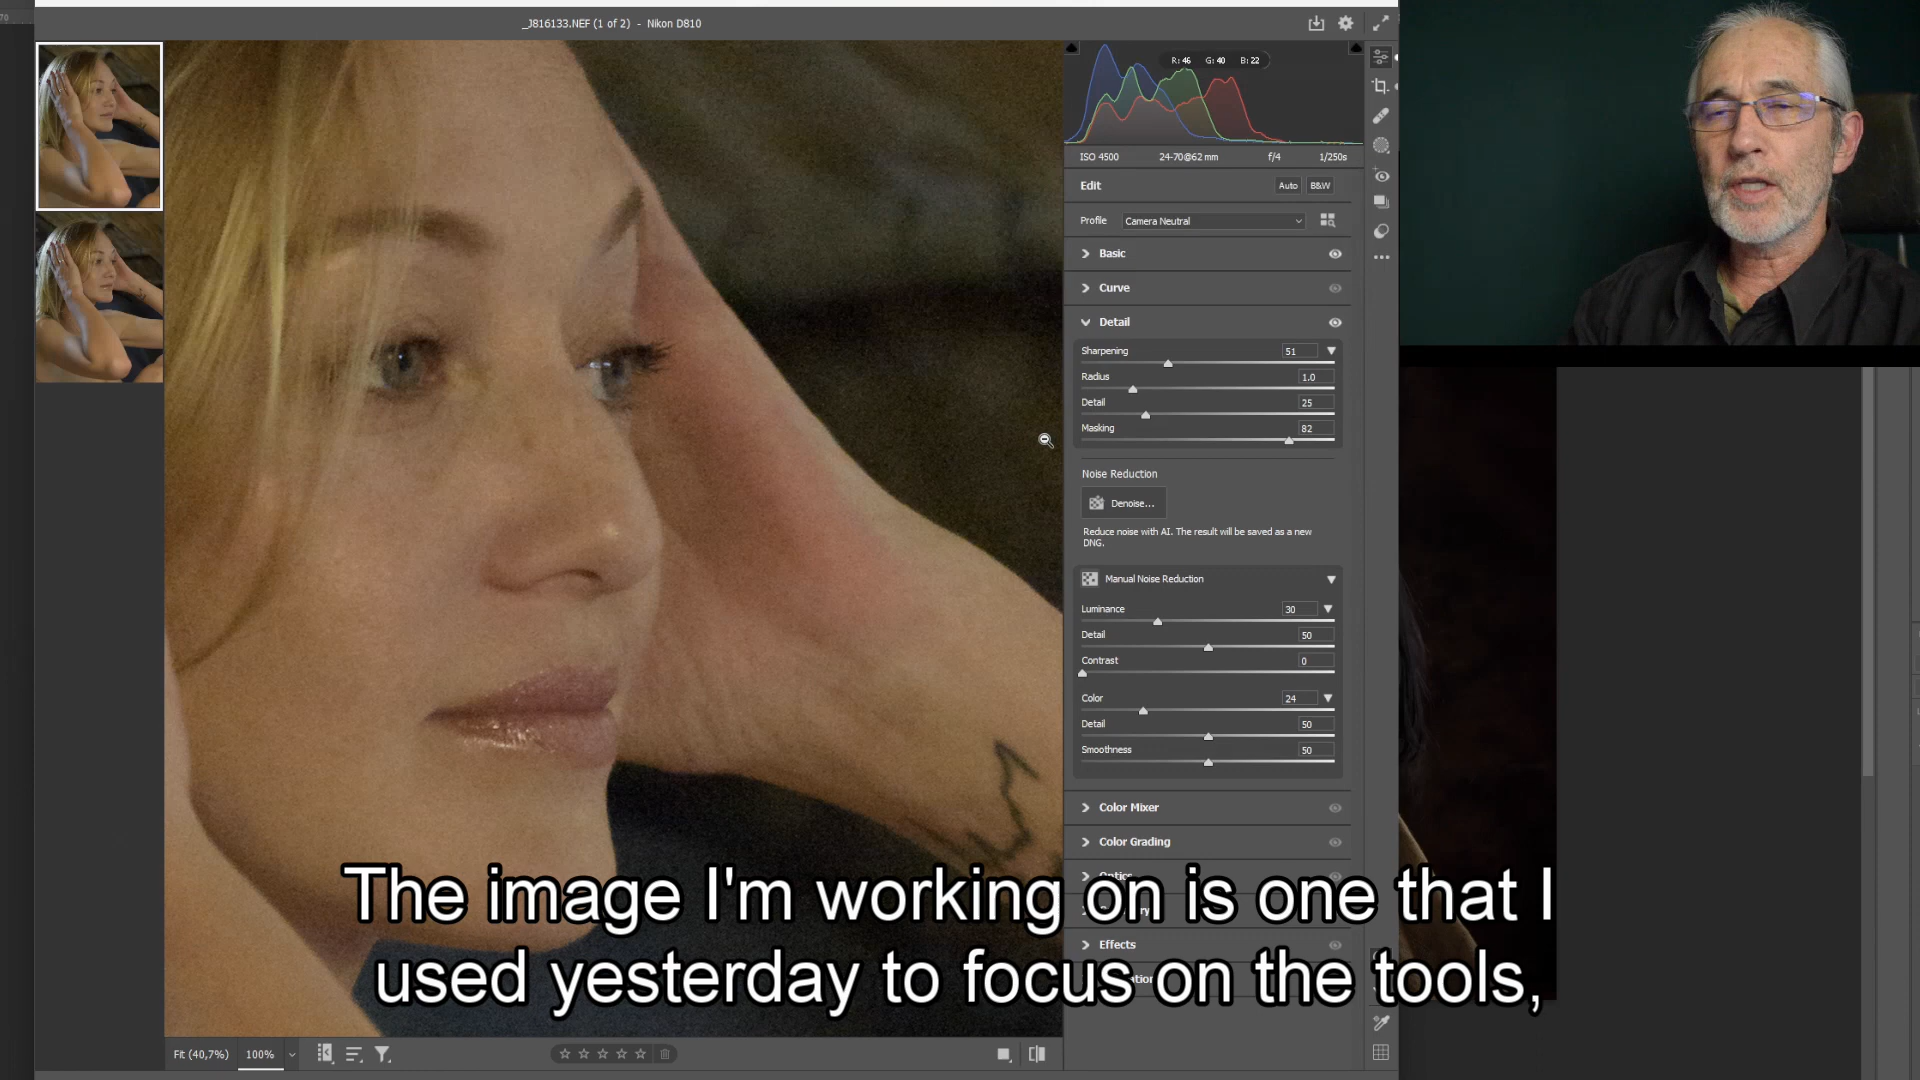 _J816133.NEF (1 of 2) - Nikon D810
R: 46 G: 40 B: 22
ISO 4500 24-70@62 mm f/4 1/250s
Edit Auto B&W
Profile Camera Neutral
Basic
Curve
Detail
Sharpening 51
Radius 1.0
Detail 25
Masking 82
Noise Reduction
Denoise...
Reduce noise with AI. The result will be saved as a new
DNG.
Manual Noise Reduction
Luminance 30
Detail 50
Contrast 0
Color 24
Detail 50
Smoothness 50
Color Mixer
Color Grading
Optics
Effects
The image I'm working on is one that I
used yesterday to focus on the tools,
Fit (40,7%) 100%